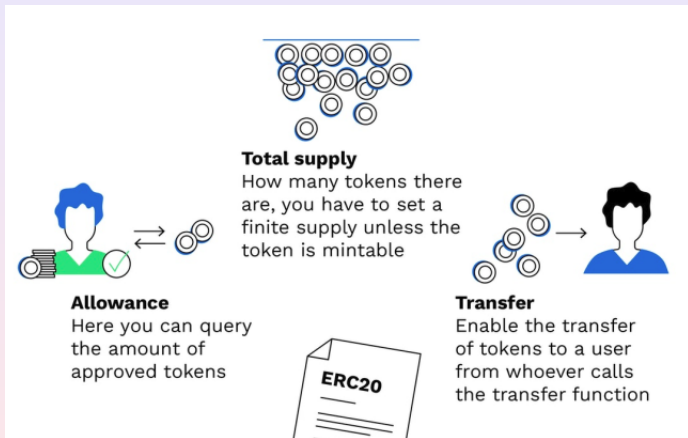 Total supply
How many tokens there
are, you have to set a
finite supply unless the
token is mintable
Allowance
Here you can query
the amount of
approved tokens
Transfer
Enable the transfer
of tokens to a user
from whoever calls
the transfer function
ERC20